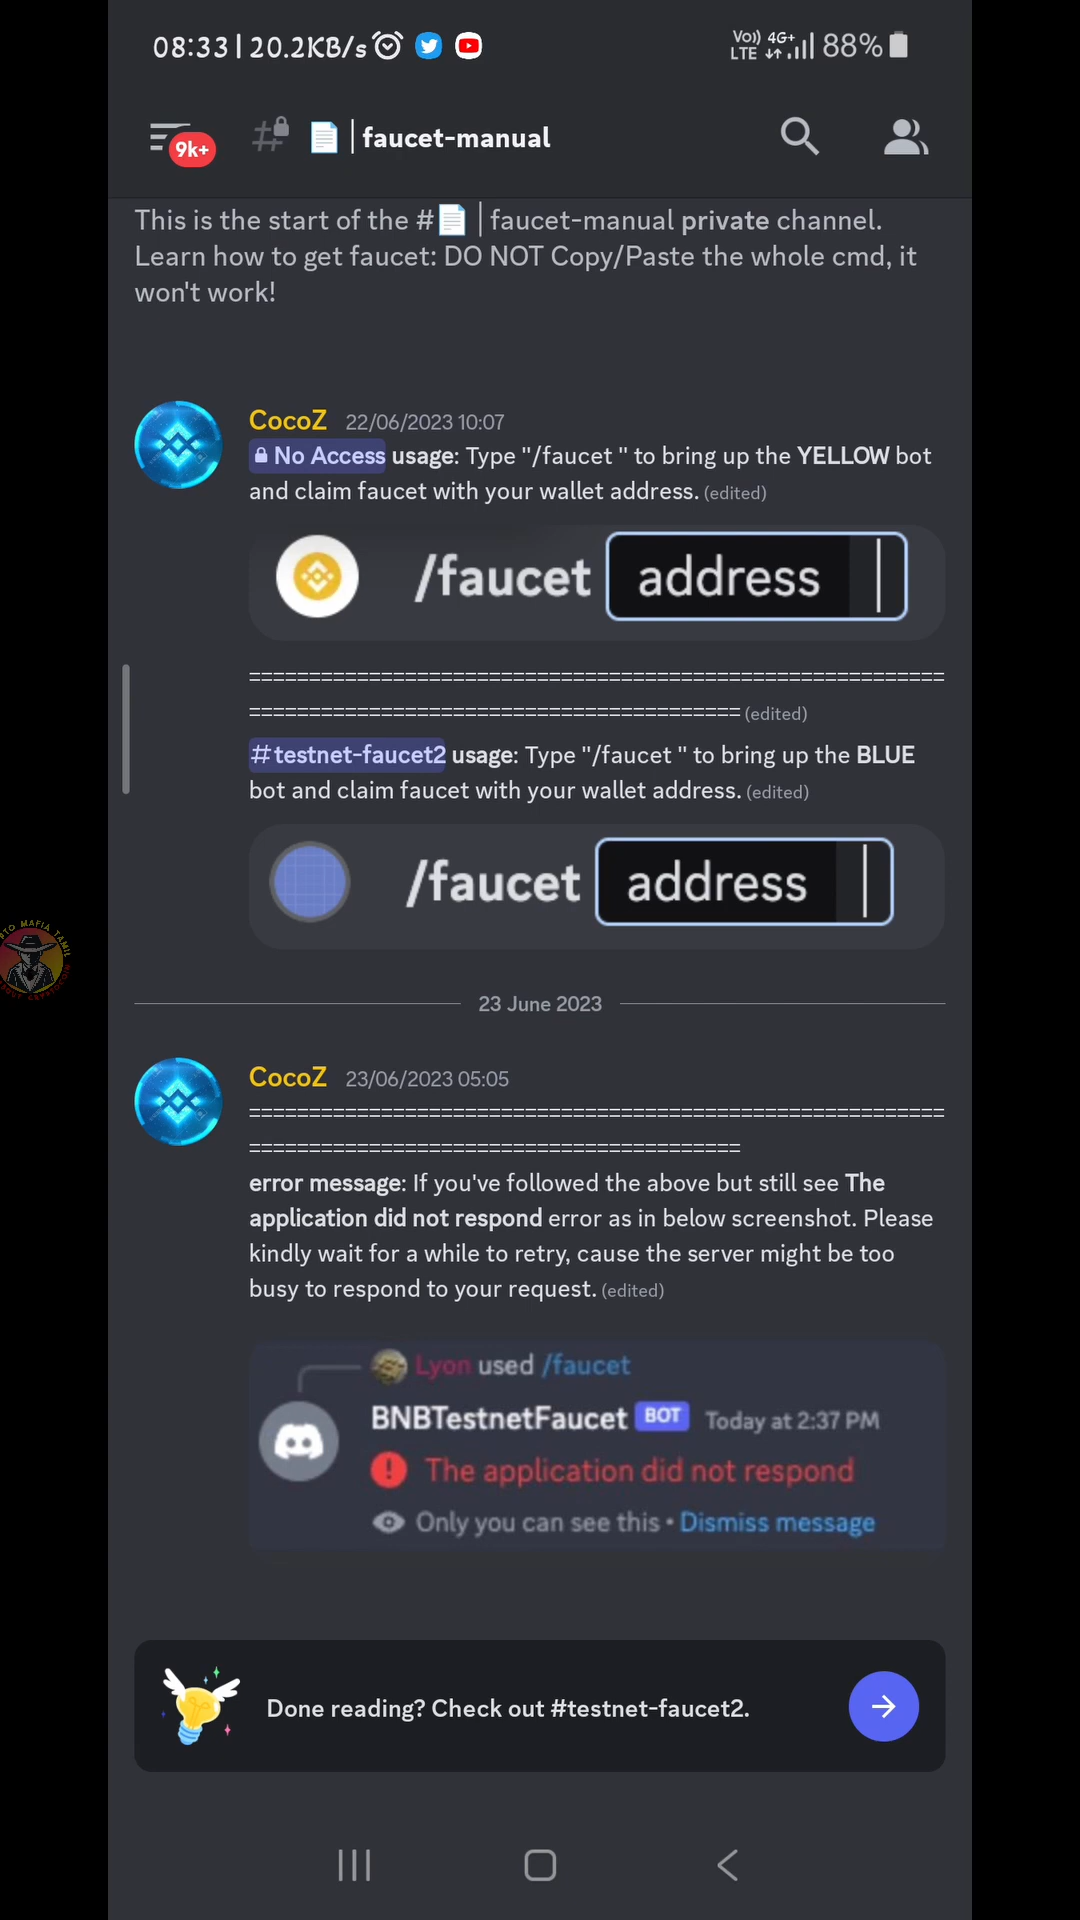 08:33 | 20.2KB/s
Vo)) 4G+ 88%
LTE
9k+
# 📄 | faucet-manual
This is the start of the #📄 | faucet-manual private channel.
Learn how to get faucet: DO NOT Copy/Paste the whole cmd, it
won't work!
CocoZ 22/06/2023 10:07
No Access usage: Type "/faucet " to bring up the YELLOW bot
and claim faucet with your wallet address. (edited)
/faucet address
==========================================================
========================================= (edited)
#testnet-faucet2 usage: Type "/faucet " to bring up the BLUE
bot and claim faucet with your wallet address. (edited)
/faucet address
23 June 2023
CocoZ 23/06/2023 05:05
==========================================================
=========================================
error message: If you've followed the above but still see The
application did not respond error as in below screenshot. Please
kindly wait for a while to retry, cause the server might be too
busy to respond to your request. (edited)
Lyon used /faucet
BNBTestnetFaucet BOT Today at 2:37 PM
The application did not respond
Only you can see this • Dismiss message
Done reading? Check out #testnet-faucet2.
PTO MAFIA TAMIL
ABOUT CRYPTOCOIN